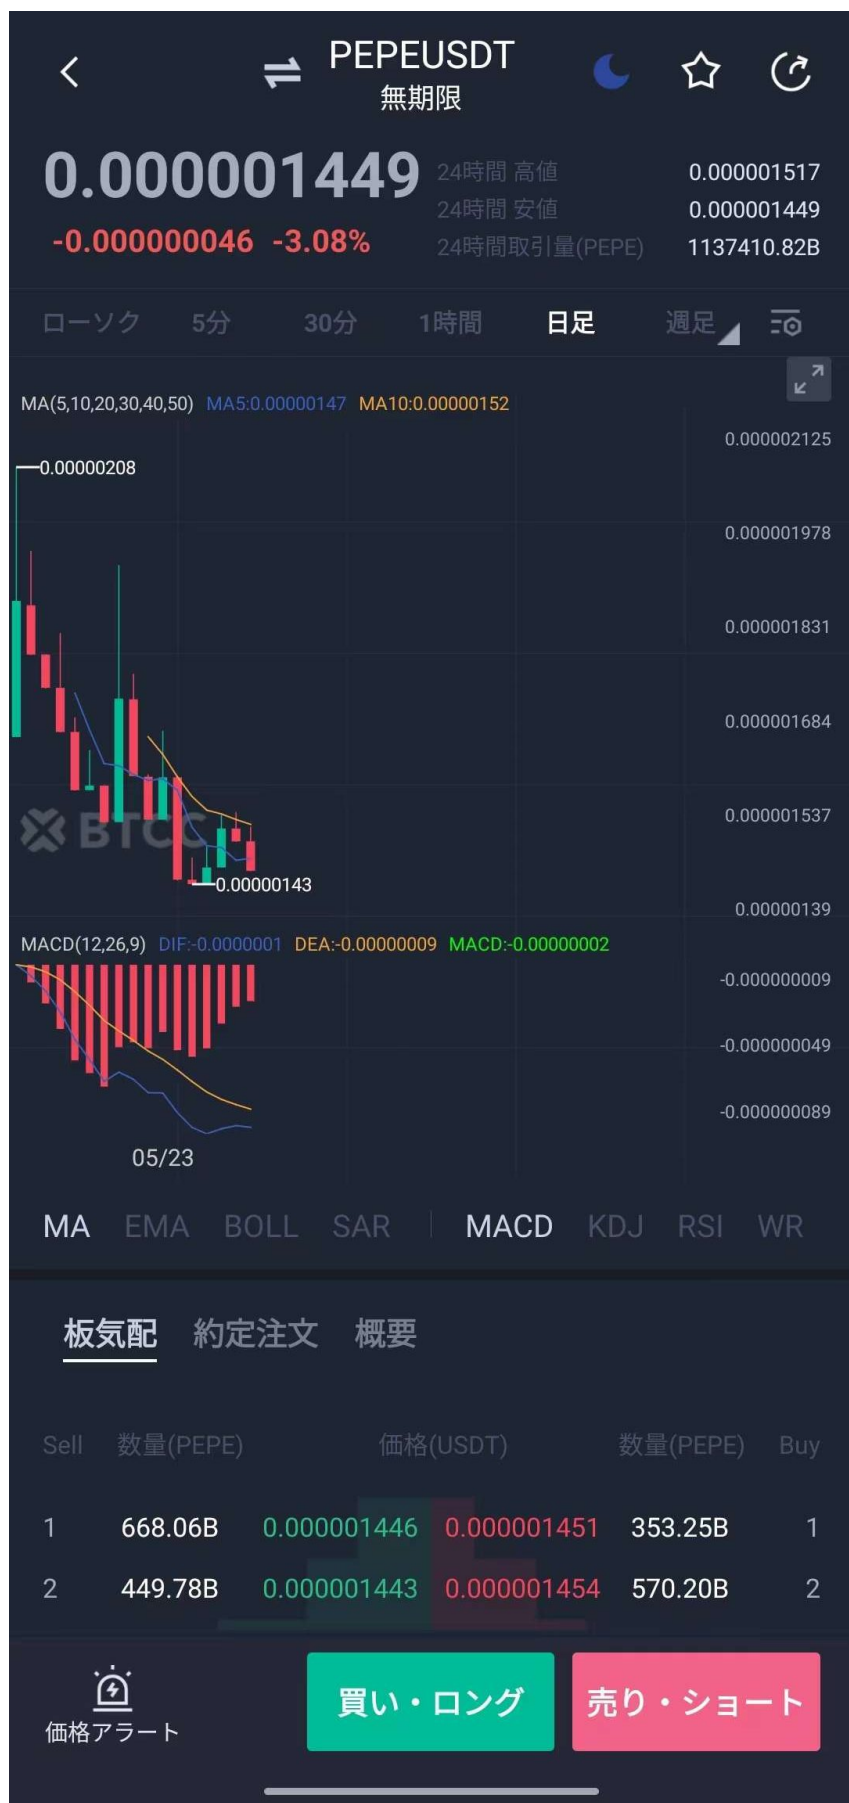 PEPEUSDT
無期限
0.000001449
-0.000000046 -3.08%
24時間 高値 0.000001517
24時間 安値 0.000001449
24時間取引量(PEPE) 1137410.82B
ローソク 5分 30分 1時間 日足 週足
MA(5,10,20,30,40,50) MA5:0.00000147 MA10:0.00000152
0.000002125
0.00000208
0.000001978
0.000001831
0.000001684
0.000001537
BTCC
0.00000143
0.00000139
MACD(12,26,9) DIF:-0.0000001 DEA:-0.00000009 MACD:-0.00000002
-0.000000009
-0.000000049
-0.000000089
05/23
MA EMA BOLL SAR MACD KDJ RSI WR
板気配 約定注文 概要
Sell 数量(PEPE) 価格(USDT) 数量(PEPE) Buy
1 668.06B 0.000001446 0.000001451 353.25B 1
2 449.78B 0.000001443 0.000001454 570.20B 2
価格アラート 買い・ロング 売り・ショート